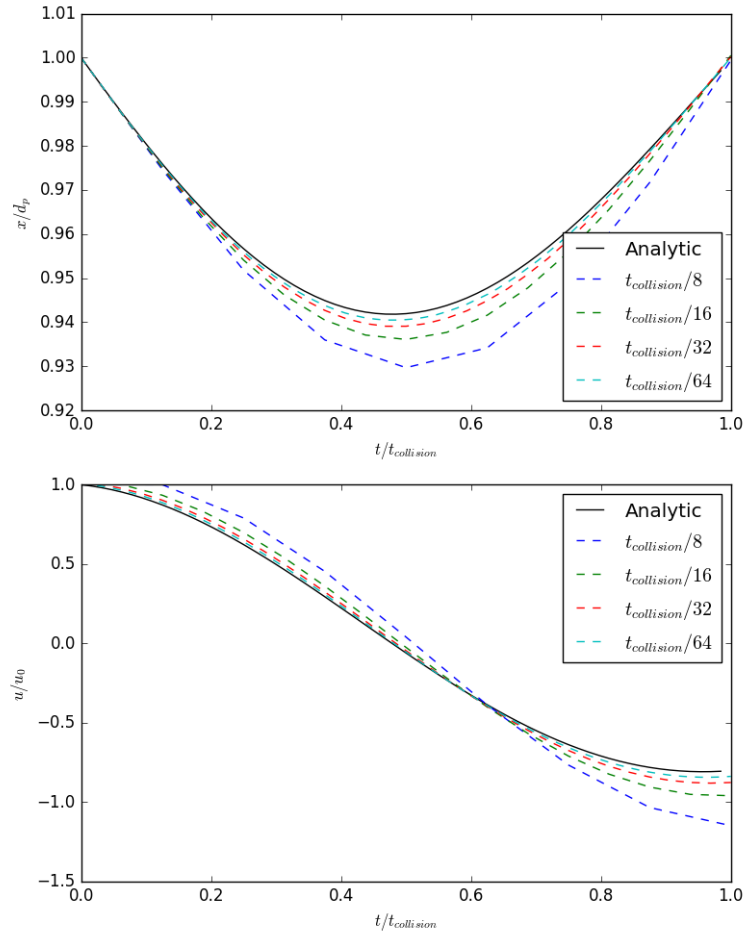 1.01
1.00
0.99
0.98
0.97
0.96
0.95
0.94
0.93
0.92
x/d_p
Analytic
t_collision/8
t_collision/16
t_collision/32
t_collision/64
0.0 0.2 0.4 0.6 0.8 1.0
t/t_collision
1.0
0.5
0.0
−0.5
−1.0
−1.5
u/u_0
Analytic
t_collision/8
t_collision/16
t_collision/32
t_collision/64
0.0 0.2 0.4 0.6 0.8 1.0
t/t_collision